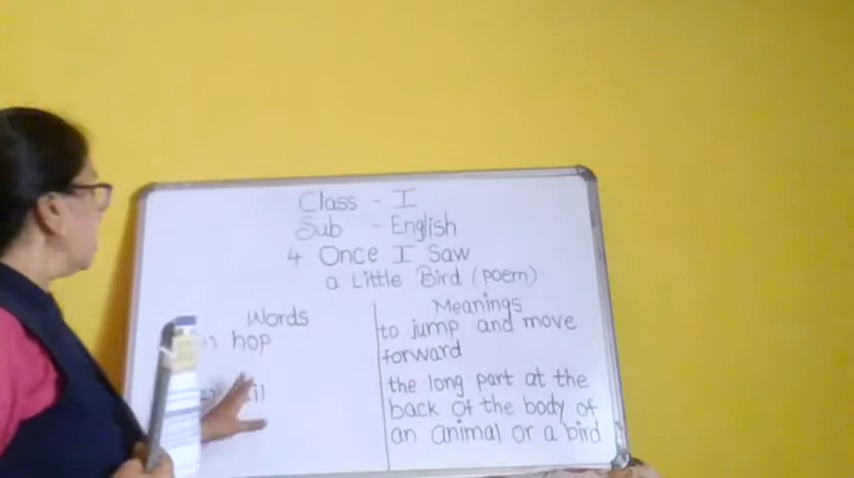 Class - I
Sub - English
4 Once I Saw
a Little Bird (poem)
Words
Meanings
hop
to jump and move
forward
the long part at the
back of the body of
an animal or a bird